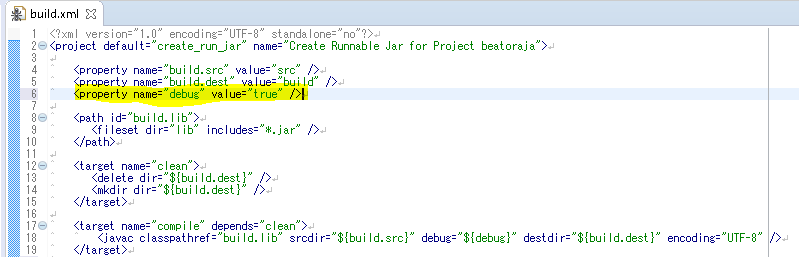 build.xml
1 <?xml version="1.0" encoding="UTF-8" standalone="no"?>
2 <project default="create_run_jar" name="Create Runnable Jar for Project beatoraja">
3
4 <property name="build.src" value="src" />
5 <property name="build.dest" value="build" />
6 <property name="debug" value="true" />
7
8 <path id="build.lib">
9 <fileset dir="lib" includes="*.jar" />
10 </path>
11
12 <target name="clean">
13 <delete dir="${build.dest}" />
14 <mkdir dir="${build.dest}" />
15 </target>
16
17 <target name="compile" depends="clean">
18 <javac classpathref="build.lib" srcdir="${build.src}" debug="${debug}" destdir="${build.dest}" encoding="UTF-8" />
19 </target>